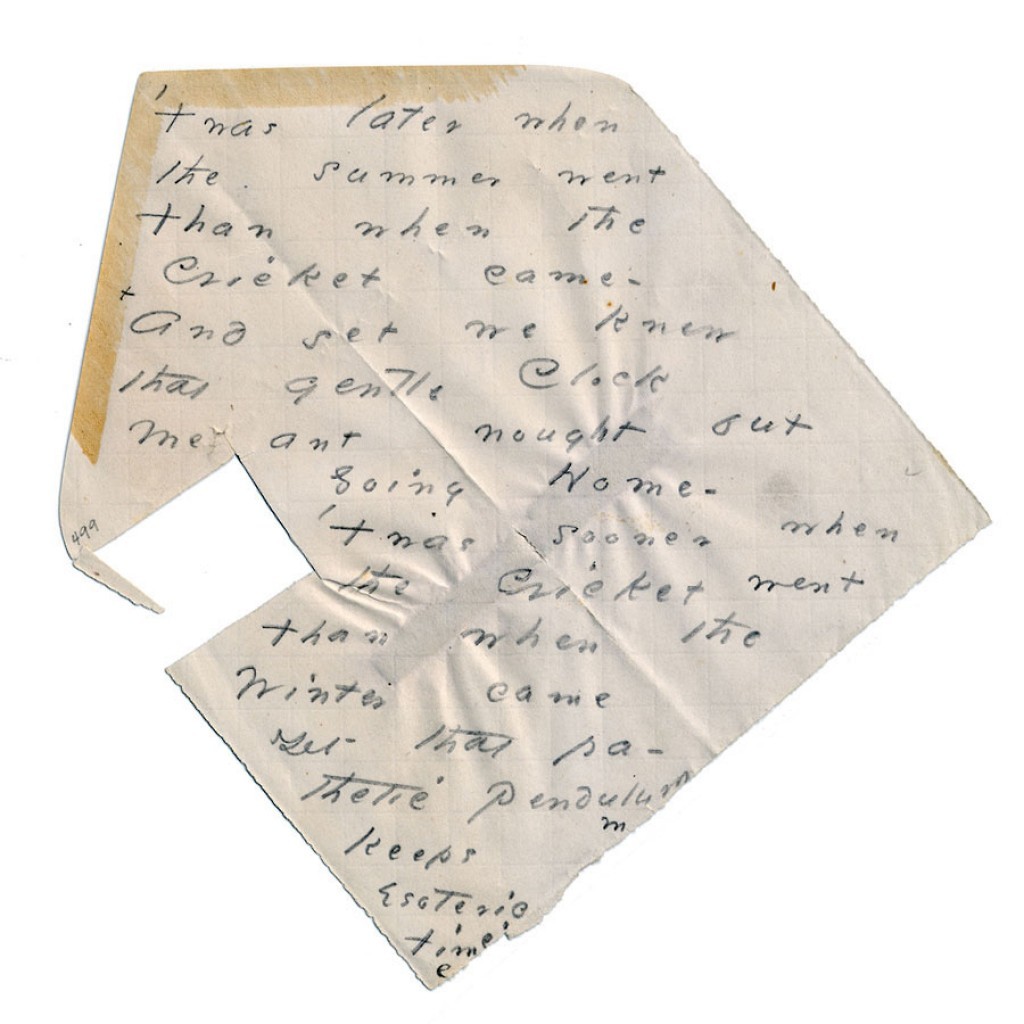 'Twas later when
the summer went
than when the
Cricket came-
+
And yet we knew
that gentle Clock
Meant nought but
Going Home-
'Twas sooner when
the Cricket went
than when the
Winter came
Yet that pa-
thetic Pendulum
m
keeps
Esoteric
time
e
499